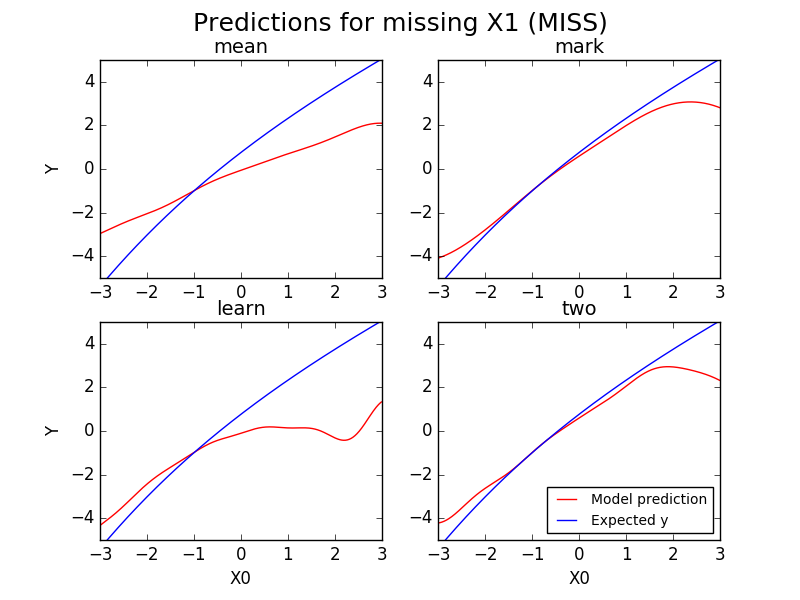 Predictions for missing X1 (MISS)
mean
mark
4
2
0
−2
−4
Y
−3 −2 −1 0 1 2 3
4
2
0
−2
−4
−3 −2 −1 0 1 2 3
learn
two
4
2
0
−2
−4
Y
−3 −2 −1 0 1 2 3
X0
4
2
0
−2
−4
Model prediction
Expected y
−3 −2 −1 0 1 2 3
X0